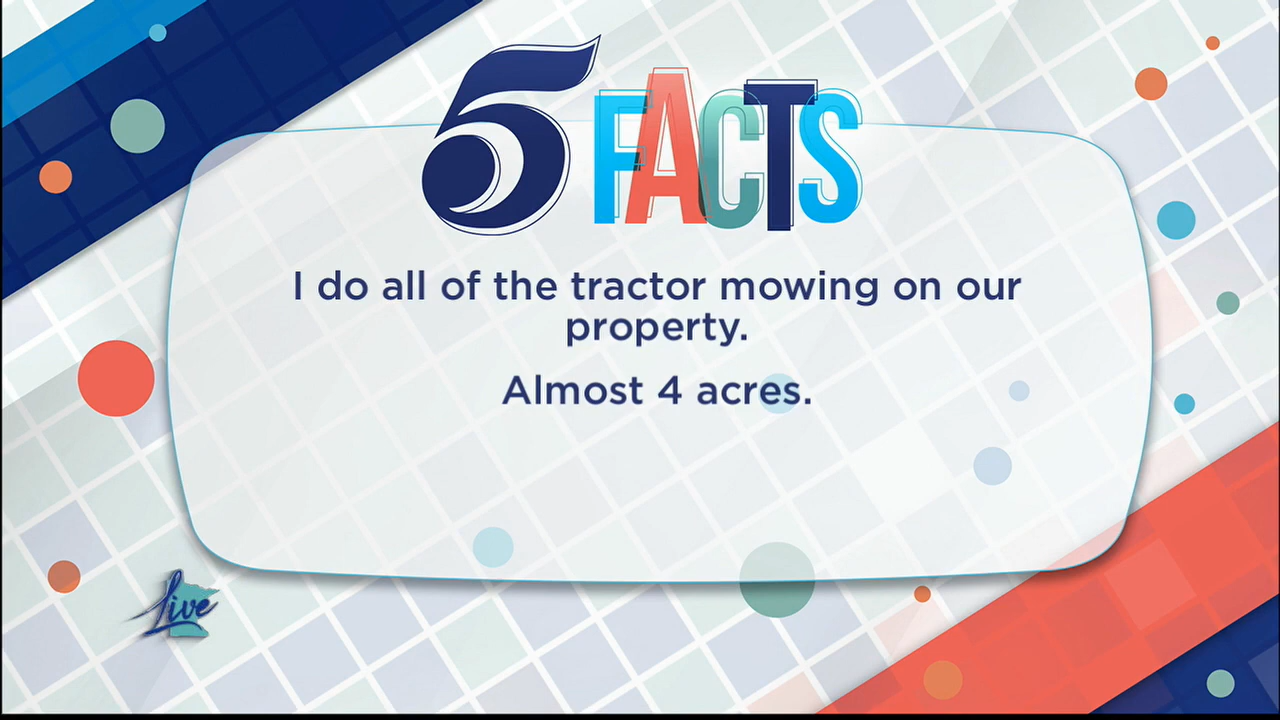 5 FACTS
I do all of the tractor mowing on our
property.
Almost 4 acres.
Live